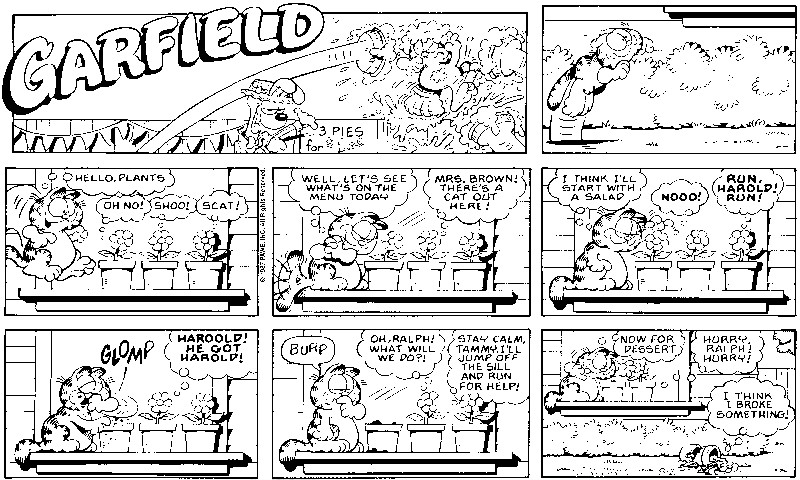 GARFIELD
3 PIES
for
HELLO, PLANTS
OH NO!
SHOO!
SCAT!
WELL, LET'S SEE
WHAT'S ON THE
MENU TODAY
MRS. BROWN!
THERE'S A
CAT OUT
HERE!
I THINK I'LL
START WITH
A SALAD
NOOO!
RUN,
HAROLD!
RUN!
GLOMP
HAROOLD!
HE GOT
HAROLD!
BURP
OH, RALPH!
WHAT WILL
WE DO?!
STAY CALM,
TAMMY. I'LL
JUMP OFF
THE SILL
AND RUN
FOR HELP!
NOW FOR
DESSERT
HURRY,
RALPH!
HURRY!
I THINK
I BROKE
SOMETHING!